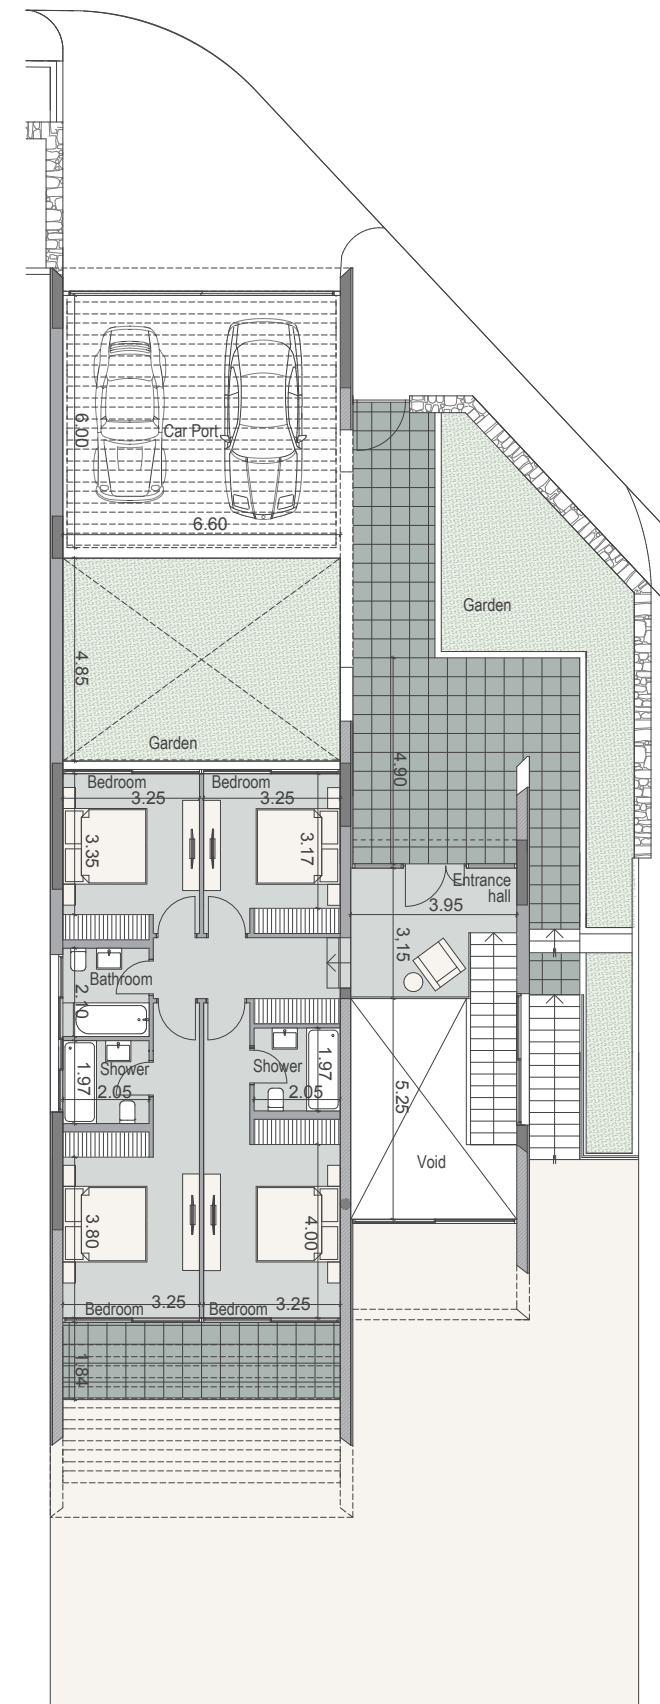 6.00
Car Port
6.60
Garden
4.85
Garden
4.90
Bedroom
Bedroom
3.25
3.25
3.35
3.17
Entrance
hall
3.95
3,15
Bathroom
2.10
Shower
1.97
2.05
Shower
1.97
2.05
5.25
Void
3.80
4.00
Bedroom
3.25
Bedroom
3.25
1.84